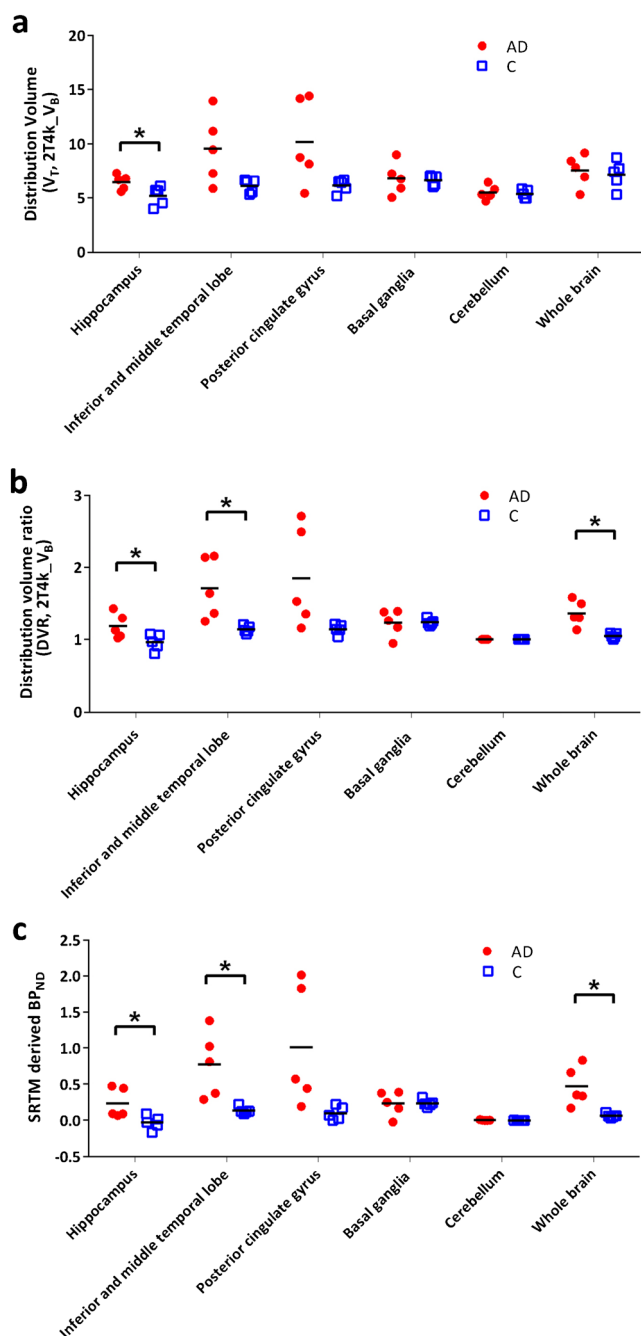 a
Distribution Volume
(VT, 2T4k_VB)
20
15
10
5
0
AD
C
*
Hippocampus
Inferior and middle temporal lobe
Posterior cingulate gyrus
Basal ganglia
Cerebellum
Whole brain
b
Distribution volume ratio
(DVR, 2T4k_VB)
3
2
1
0
AD
C
*
*
*
Hippocampus
Inferior and middle temporal lobe
Posterior cingulate gyrus
Basal ganglia
Cerebellum
Whole brain
c
SRTM derived BPND
2.5
2.0
1.5
1.0
0.5
0.0
-0.5
AD
C
*
*
*
Hippocampus
Inferior and middle temporal lobe
Posterior cingulate gyrus
Basal ganglia
Cerebellum
Whole brain